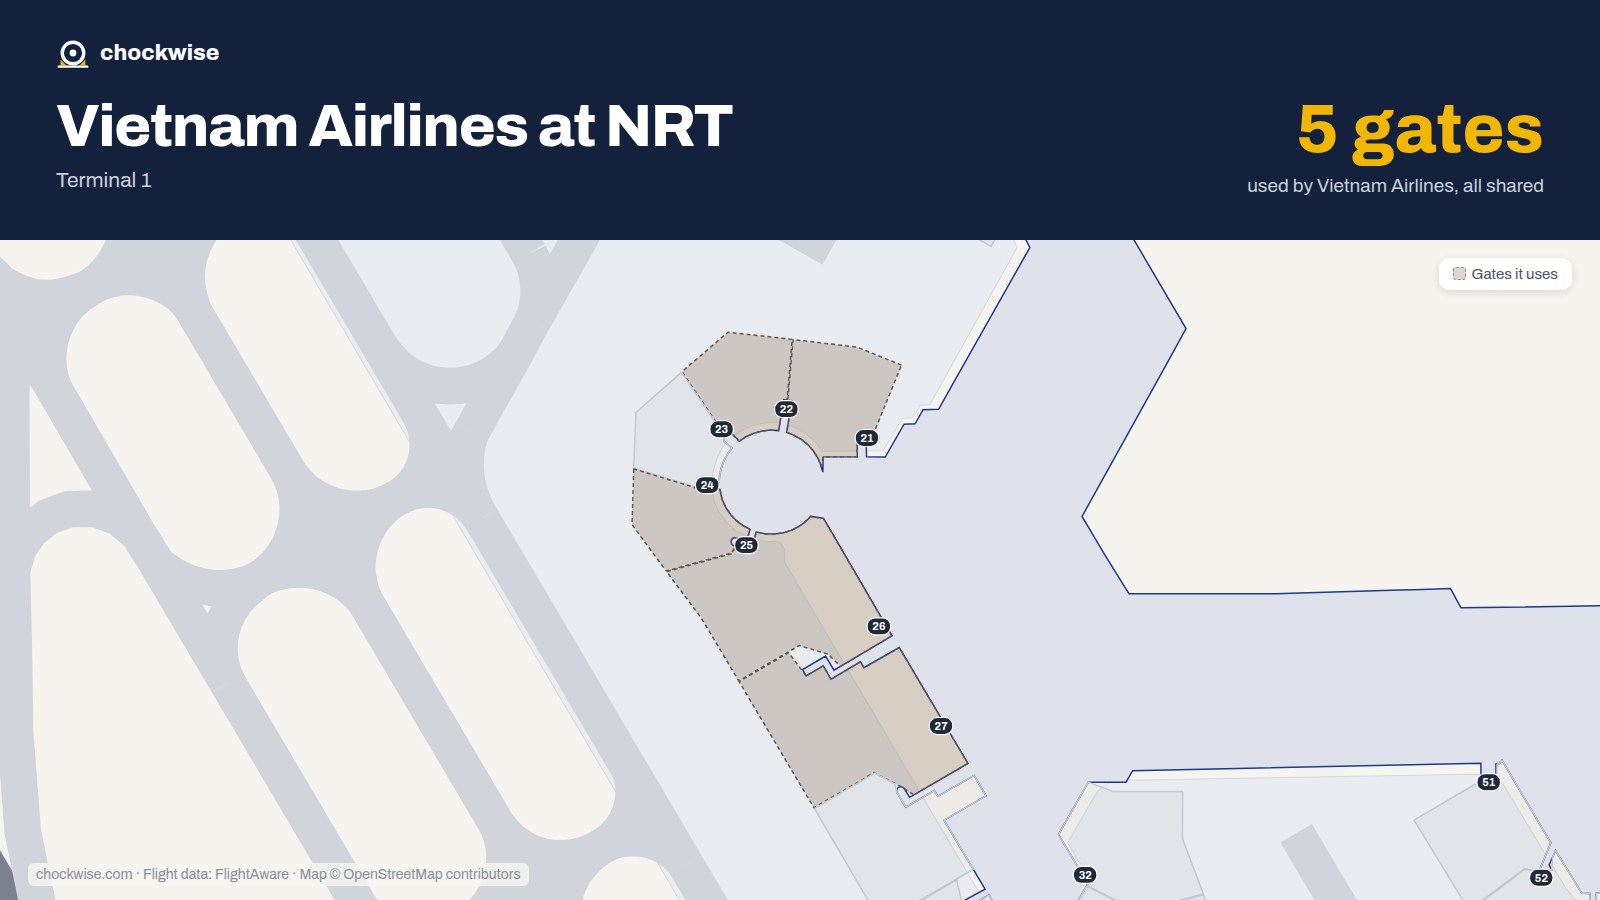 chockwise
Vietnam Airlines at NRT
Terminal 1
5 gates
used by Vietnam Airlines, all shared
Gates it uses
22
23
21
24
25
26
27
51
32
52
chockwise.com · Flight data: FlightAware · Map © OpenStreetMap contributors